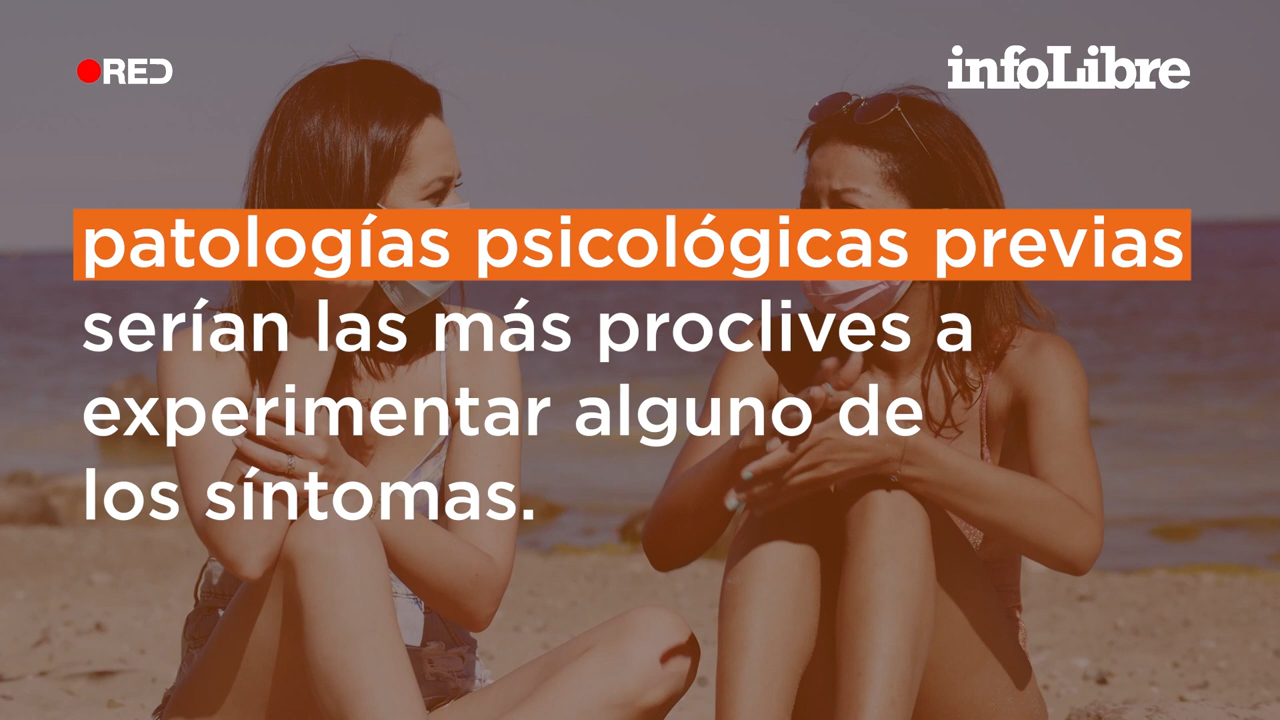 RED
infoLibre
patologías psicológicas previas
serían las más proclives a
experimentar alguno de
los síntomas.